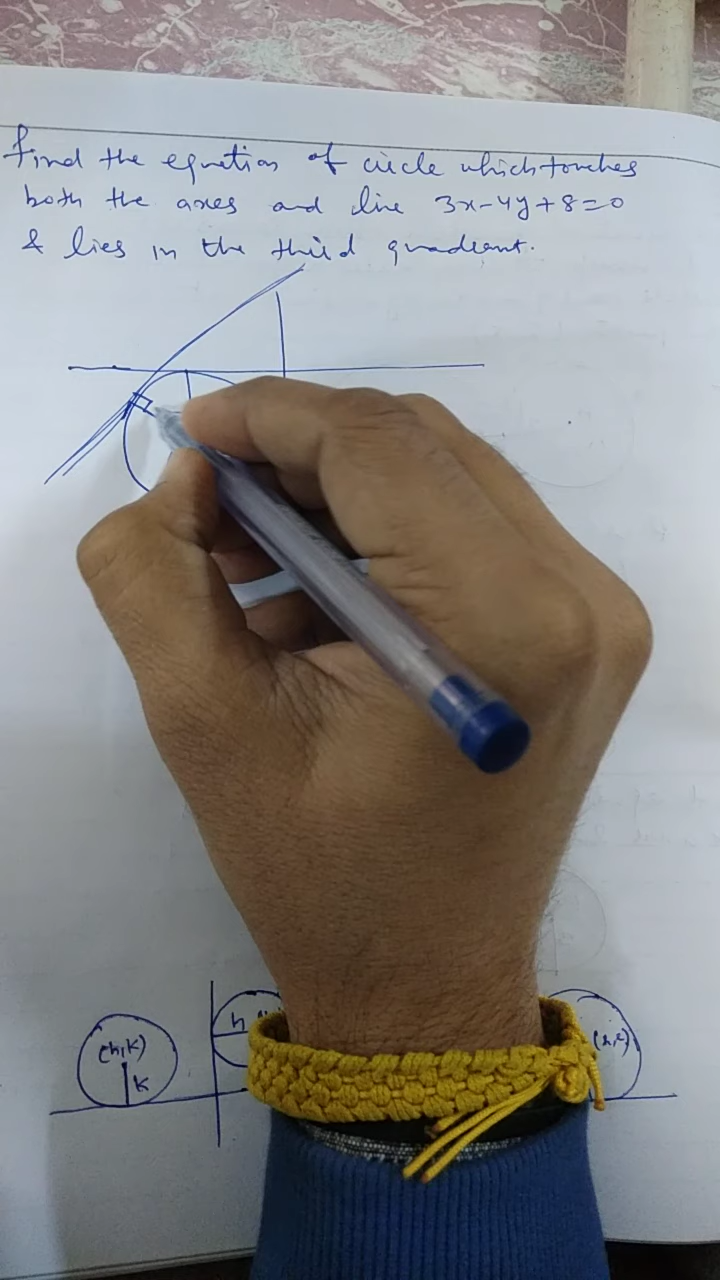 find the equation of circle which touches
both the axes and line 3x-4y+8=0
& lies in the third quadrant.
(h,k)
k
h